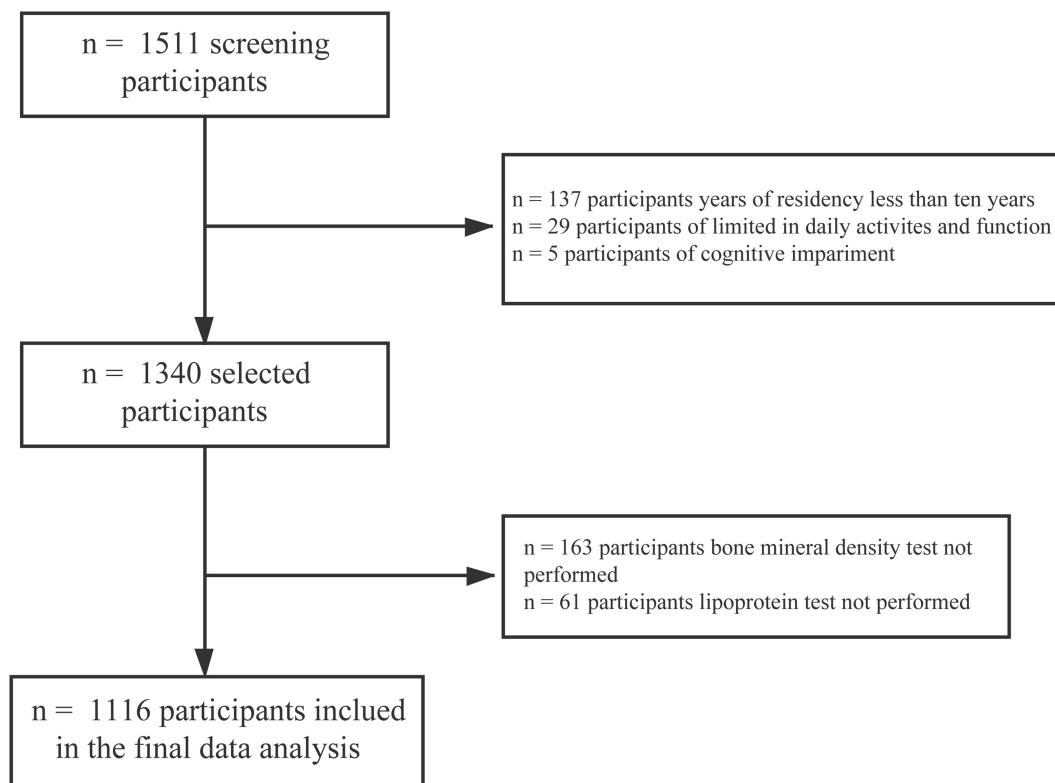 n = 1511 screening
participants
n = 137 participants years of residency less than ten years
n = 29 participants of limited in daily activites and function
n = 5 participants of cognitive impariment
n = 1340 selected
participants
n = 163 participants bone mineral density test not
performed
n = 61 participants lipoprotein test not performed
n = 1116 participants inclued
in the final data analysis